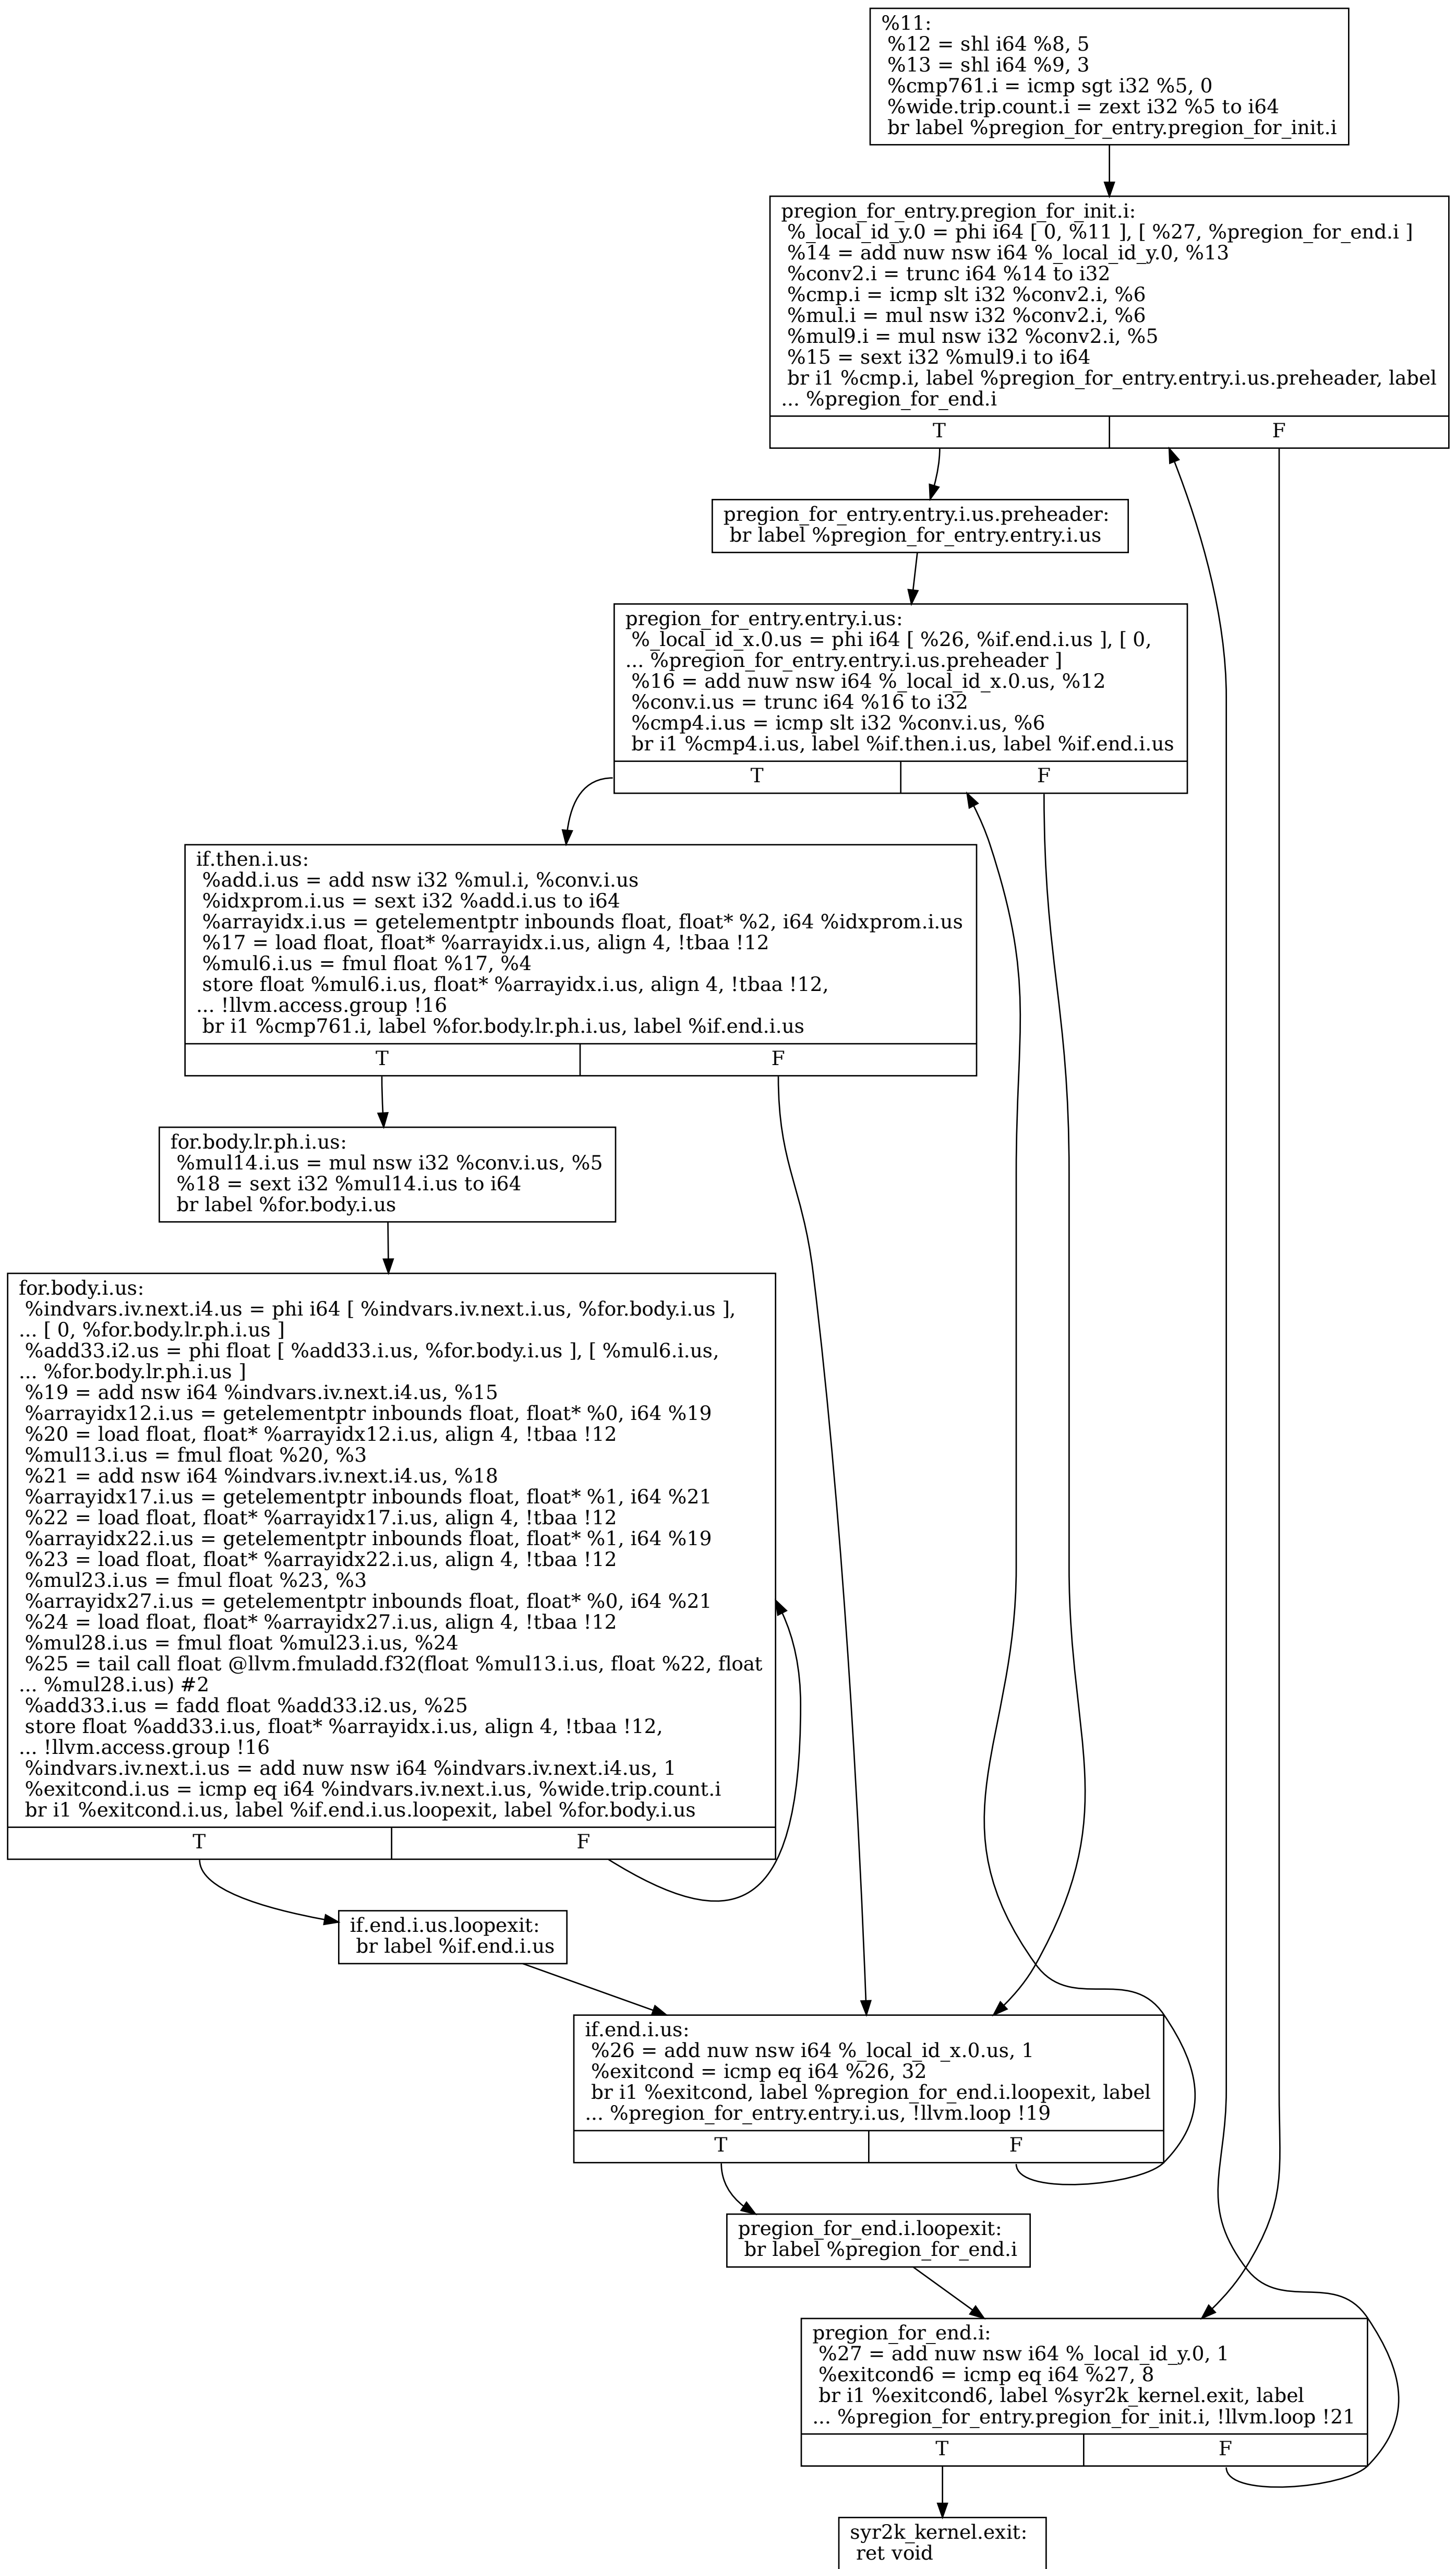 %11:
%12 = shl i64 %8, 5
%13 = shl i64 %9, 3
%cmp761.i = icmp sgt i32 %5, 0
%wide.trip.count.i = zext i32 %5 to i64
br label %pregion_for_entry.pregion_for_init.i
pregion_for_entry.pregion_for_init.i:
%_local_id_y.0 = phi i64 [ 0, %11 ], [ %27, %pregion_for_end.i ]
%14 = add nuw nsw i64 %_local_id_y.0, %13
%conv2.i = trunc i64 %14 to i32
%cmp.i = icmp slt i32 %conv2.i, %6
%mul.i = mul nsw i32 %conv2.i, %6
%mul9.i = mul nsw i32 %conv2.i, %5
%15 = sext i32 %mul9.i to i64
br i1 %cmp.i, label %pregion_for_entry.entry.i.us.preheader, label
... %pregion_for_end.i
T F
pregion_for_entry.entry.i.us.preheader:
br label %pregion_for_entry.entry.i.us
pregion_for_entry.entry.i.us:
%_local_id_x.0.us = phi i64 [ %26, %if.end.i.us ], [ 0,
... %pregion_for_entry.entry.i.us.preheader ]
%16 = add nuw nsw i64 %_local_id_x.0.us, %12
%conv.i.us = trunc i64 %16 to i32
%cmp4.i.us = icmp slt i32 %conv.i.us, %6
br i1 %cmp4.i.us, label %if.then.i.us, label %if.end.i.us
T F
if.then.i.us:
%add.i.us = add nsw i32 %mul.i, %conv.i.us
%idxprom.i.us = sext i32 %add.i.us to i64
%arrayidx.i.us = getelementptr inbounds float, float* %2, i64 %idxprom.i.us
%17 = load float, float* %arrayidx.i.us, align 4, !tbaa !12
%mul6.i.us = fmul float %17, %4
store float %mul6.i.us, float* %arrayidx.i.us, align 4, !tbaa !12,
... !llvm.access.group !16
br i1 %cmp761.i, label %for.body.lr.ph.i.us, label %if.end.i.us
T F
for.body.lr.ph.i.us:
%mul14.i.us = mul nsw i32 %conv.i.us, %5
%18 = sext i32 %mul14.i.us to i64
br label %for.body.i.us
for.body.i.us:
%indvars.iv.next.i4.us = phi i64 [ %indvars.iv.next.i.us, %for.body.i.us ],
... [ 0, %for.body.lr.ph.i.us ]
%add33.i2.us = phi float [ %add33.i.us, %for.body.i.us ], [ %mul6.i.us,
... %for.body.lr.ph.i.us ]
%19 = add nsw i64 %indvars.iv.next.i4.us, %15
%arrayidx12.i.us = getelementptr inbounds float, float* %0, i64 %19
%20 = load float, float* %arrayidx12.i.us, align 4, !tbaa !12
%mul13.i.us = fmul float %20, %3
%21 = add nsw i64 %indvars.iv.next.i4.us, %18
%arrayidx17.i.us = getelementptr inbounds float, float* %1, i64 %21
%22 = load float, float* %arrayidx17.i.us, align 4, !tbaa !12
%arrayidx22.i.us = getelementptr inbounds float, float* %1, i64 %19
%23 = load float, float* %arrayidx22.i.us, align 4, !tbaa !12
%mul23.i.us = fmul float %23, %3
%arrayidx27.i.us = getelementptr inbounds float, float* %0, i64 %21
%24 = load float, float* %arrayidx27.i.us, align 4, !tbaa !12
%mul28.i.us = fmul float %mul23.i.us, %24
%25 = tail call float @llvm.fmuladd.f32(float %mul13.i.us, float %22, float
... %mul28.i.us) #2
%add33.i.us = fadd float %add33.i2.us, %25
store float %add33.i.us, float* %arrayidx.i.us, align 4, !tbaa !12,
... !llvm.access.group !16
%indvars.iv.next.i.us = add nuw nsw i64 %indvars.iv.next.i4.us, 1
%exitcond.i.us = icmp eq i64 %indvars.iv.next.i.us, %wide.trip.count.i
br i1 %exitcond.i.us, label %if.end.i.us.loopexit, label %for.body.i.us
T F
if.end.i.us.loopexit:
br label %if.end.i.us
if.end.i.us:
%26 = add nuw nsw i64 %_local_id_x.0.us, 1
%exitcond = icmp eq i64 %26, 32
br i1 %exitcond, label %pregion_for_end.i.loopexit, label
... %pregion_for_entry.entry.i.us, !llvm.loop !19
T F
pregion_for_end.i.loopexit:
br label %pregion_for_end.i
pregion_for_end.i:
%27 = add nuw nsw i64 %_local_id_y.0, 1
%exitcond6 = icmp eq i64 %27, 8
br i1 %exitcond6, label %syr2k_kernel.exit, label
... %pregion_for_entry.pregion_for_init.i, !llvm.loop !21
T F
syr2k_kernel.exit:
ret void